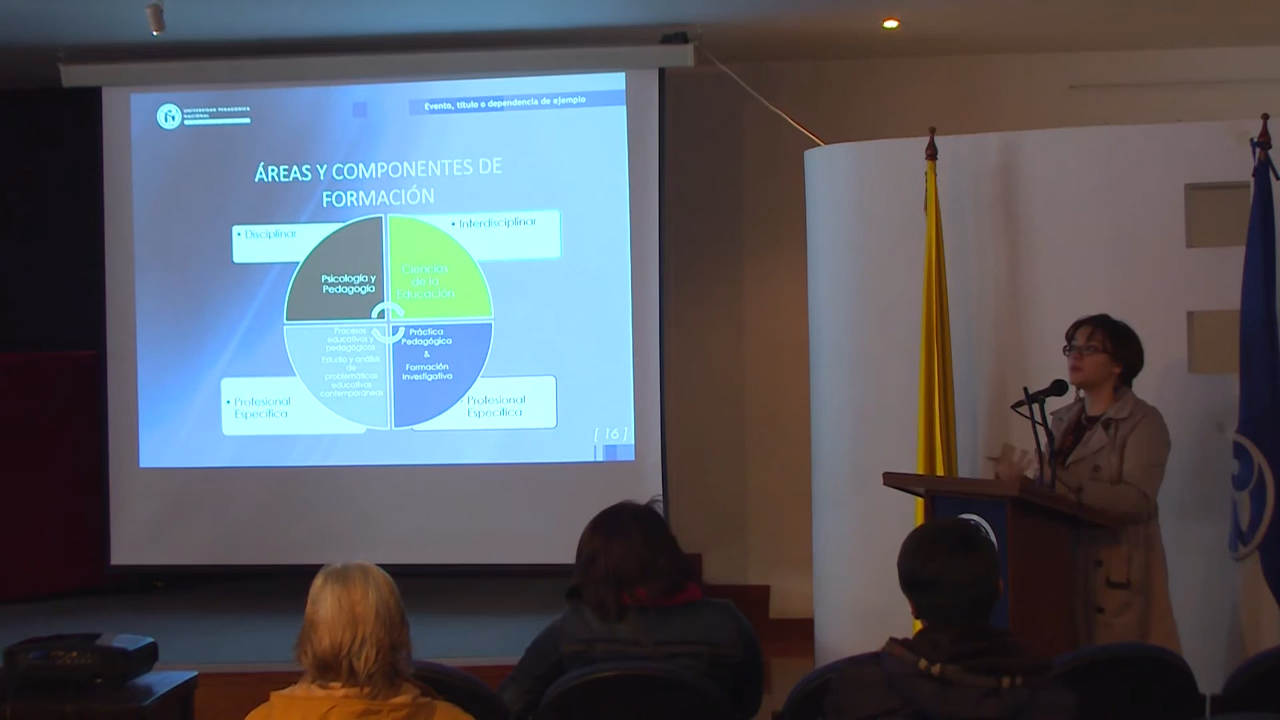 UNIVERSIDAD PEDAGOGICA
NACIONAL
Evento, título o dependencia de ejemplo
ÁREAS Y COMPONENTES DE
FORMACIÓN
• Disciplinar
• Interdisciplinar
Psicología y
Pedagogía
Ciencias
de la
Educación
Procesos
educativos y
pedagógicos
Estudio y análisis
de
problemáticas
educativas
contemporáneas
Práctica
Pedagógica
&
Formación
Investigativa
• Profesional
Específica
• Profesional
Específica
[ 16 ]